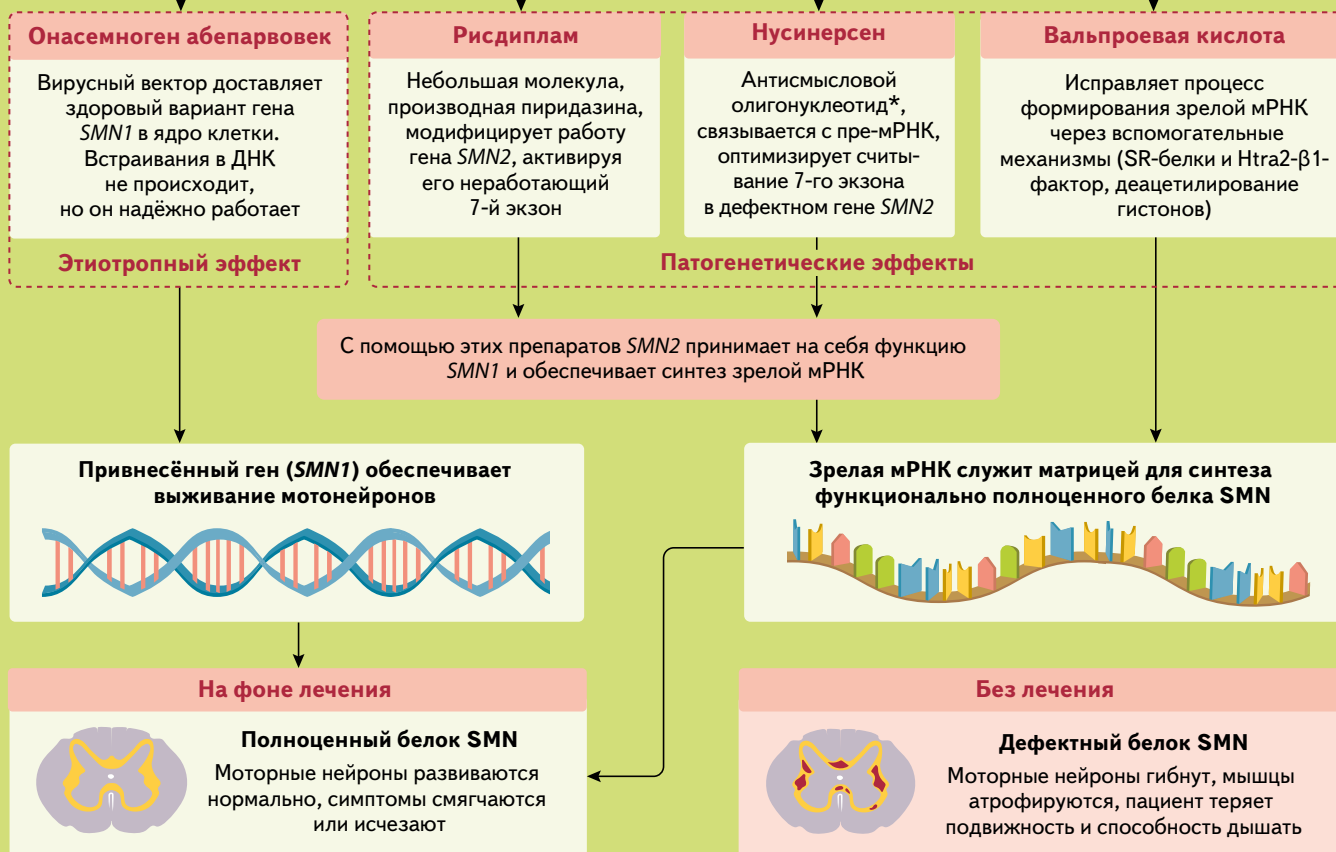 Онасемноген абепарвовек
Вирусный вектор доставляет
здоровый вариант гена
SMN1 в ядро клетки.
Встраивания в ДНК
не происходит,
но он надёжно работает
Этиотропный эффект
Рисдиплам
Небольшая молекула,
производная пиридазина,
модифицирует работу
гена SMN2, активируя
его неработающий
7-й экзон
Нусинерсен
Антисмысловой
олигонуклеотид*,
связывается с пре-мРНК,
оптимизирует считы-
вание 7-го экзона
в дефектном гене SMN2
Вальпроевая кислота
Исправляет процесс
формирования зрелой мРНК
через вспомогательные
механизмы (SR-белки и Htra2-β1-
фактор, деацетилирование
гистонов)
Патогенетические эффекты
С помощью этих препаратов SMN2 принимает на себя функцию
SMN1 и обеспечивает синтез зрелой мРНК
Привнесённый ген (SMN1) обеспечивает
выживание мотонейронов
Зрелая мРНК служит матрицей для синтеза
функционально полноценного белка SMN
На фоне лечения
Полноценный белок SMN
Моторные нейроны развиваются
нормально, симптомы смягчаются
или исчезают
Без лечения
Дефектный белок SMN
Моторные нейроны гибнут, мышцы
атрофируются, пациент теряет
подвижность и способность дышать